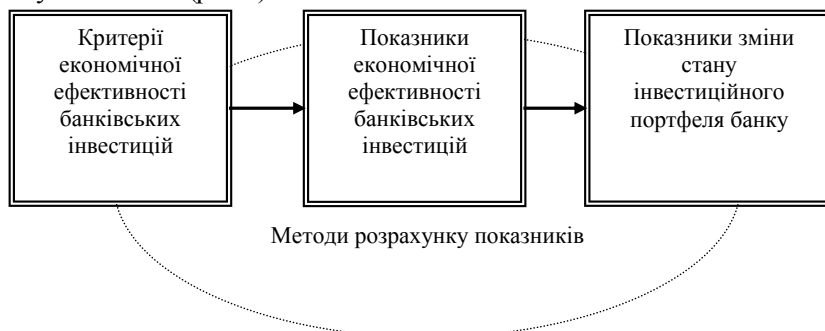 Критерії
економічної
ефективності
банківських
інвестицій
Показники
економічної
ефективності
банківських
інвестицій
Показники зміни
стану
інвестиційного
портфеля банку
Методи розрахунку показників